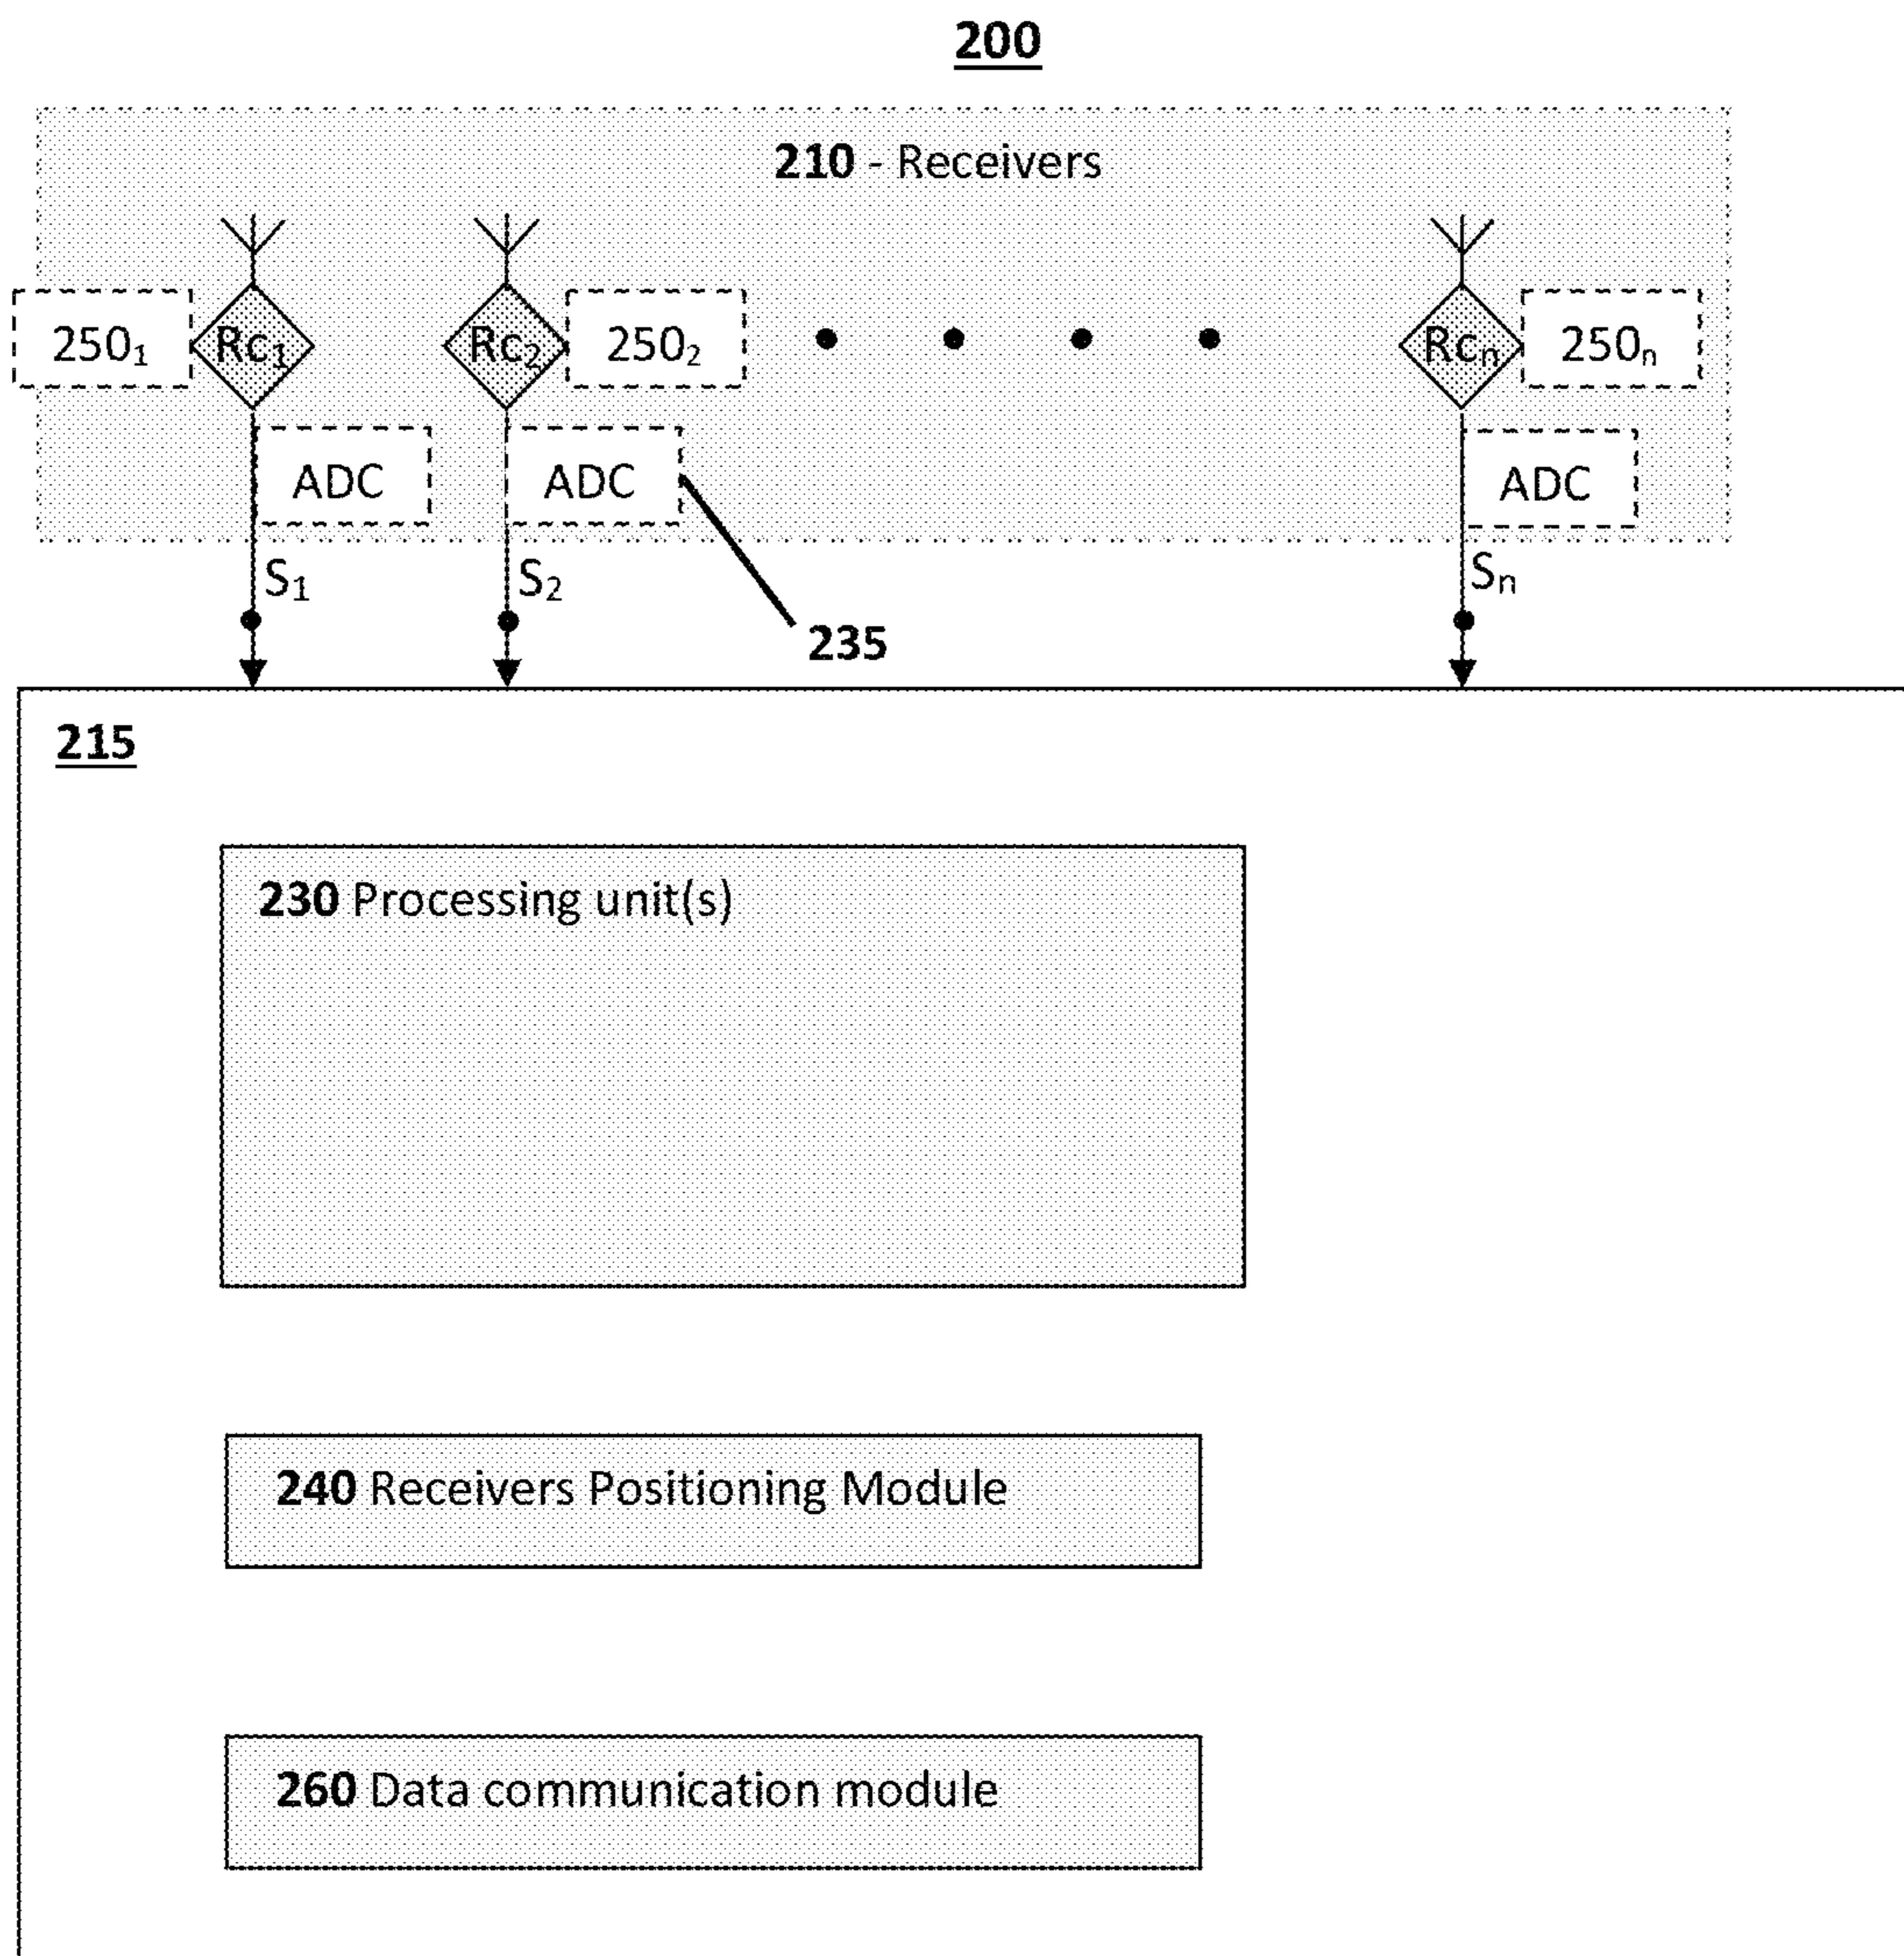 200
210 - Receivers
250₁ Rc₁ Rc₂ 250₂ Rcₙ 250ₙ
ADC ADC ADC
S₁ S₂ Sₙ
235
215
230 Processing unit(s)
240 Receivers Positioning Module
260 Data communication module